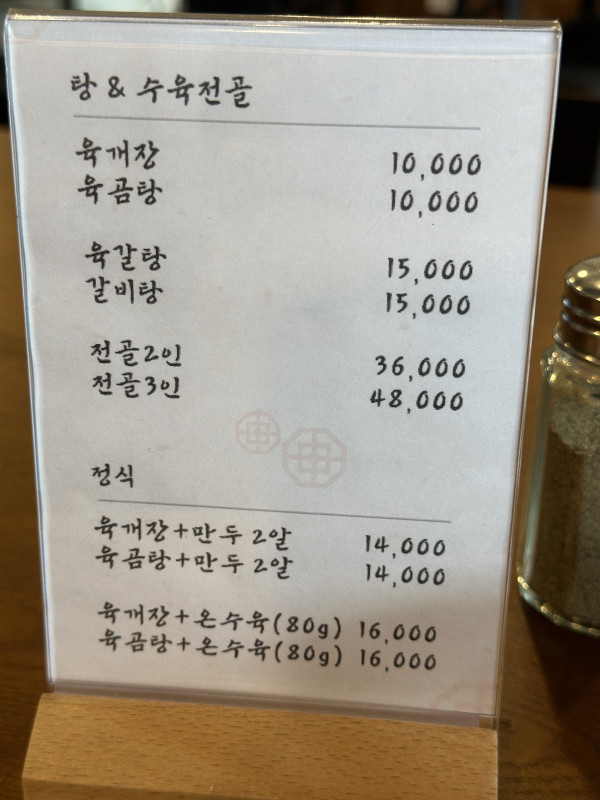 탕 & 수육전골
육개장 10,000
육곰탕 10,000
육갈탕 15,000
갈비탕 15,000
전골2인 36,000
전골3인 48,000
정식
육개장+만두 2알 14,000
육곰탕+만두 2알 14,000
육개장+온수육(80g) 16,000
육곰탕+온수육(80g) 16,000